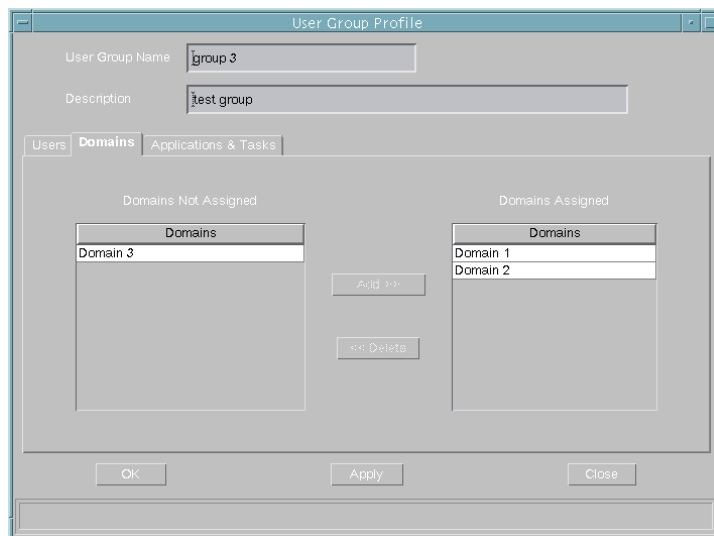 User Group Profile
User Group Name group 3
Description test group
Users Domains Applications & Tasks
Domains Not Assigned Domains Assigned
Domains Domains
Domain 3 Domain 1
Domain 2
Add >>
<< Delete
OK Apply Close